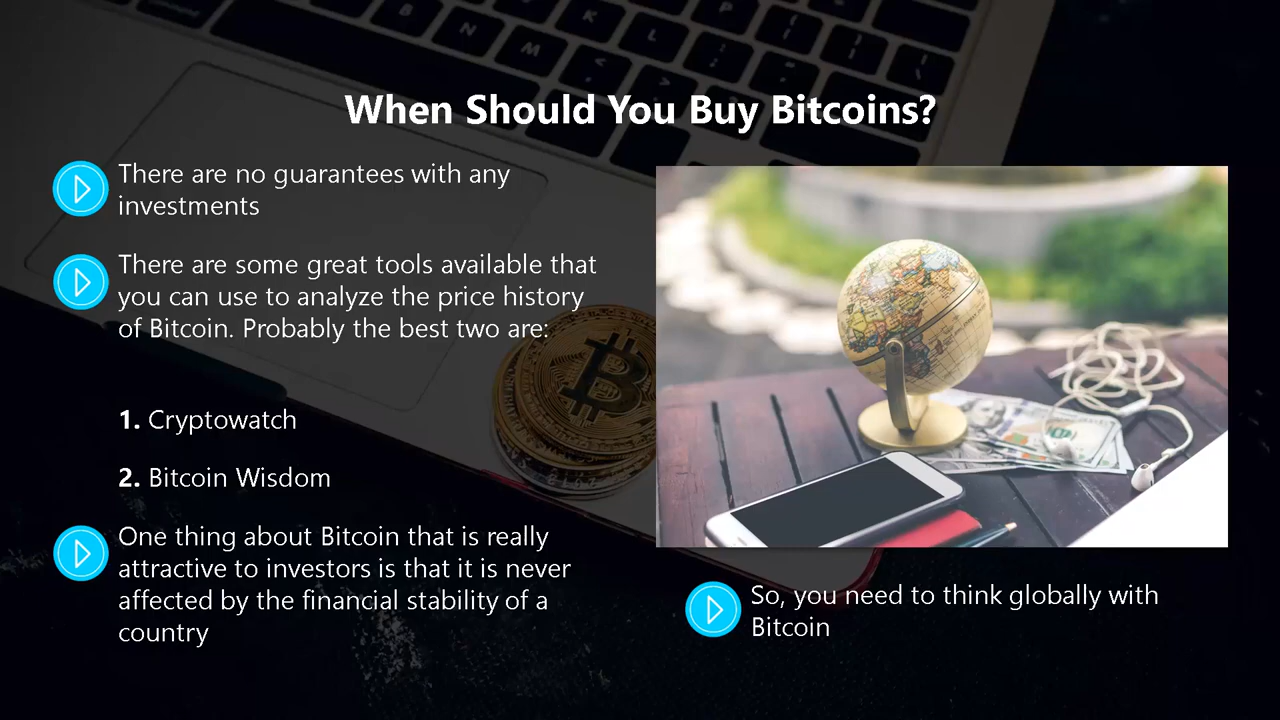 When Should You Buy Bitcoins?
There are no guarantees with any
investments
There are some great tools available that
you can use to analyze the price history
of Bitcoin. Probably the best two are:
1. Cryptowatch
2. Bitcoin Wisdom
One thing about Bitcoin that is really
attractive to investors is that it is never
affected by the financial stability of a
country
So, you need to think globally with
Bitcoin